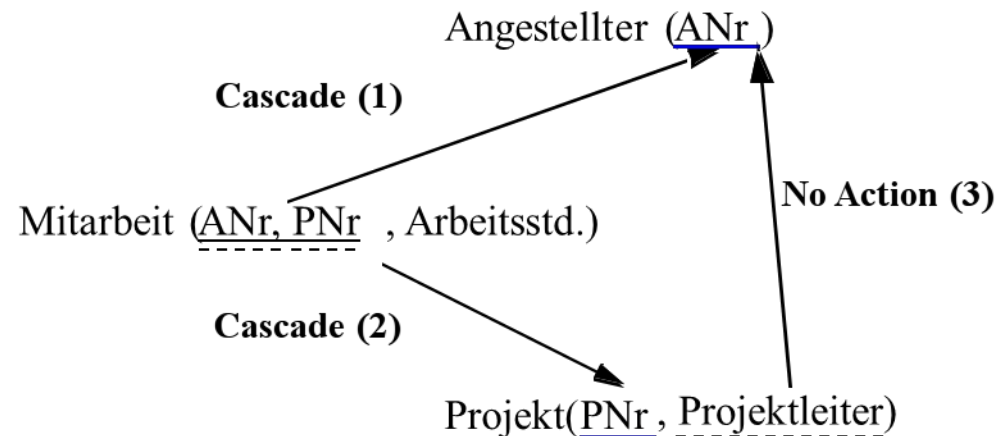 Angestellter (ANr )
Cascade (1)
No Action (3)
Mitarbeit (ANr, PNr , Arbeitsstd.)
Cascade (2)
Projekt(PNr , Projektleiter)